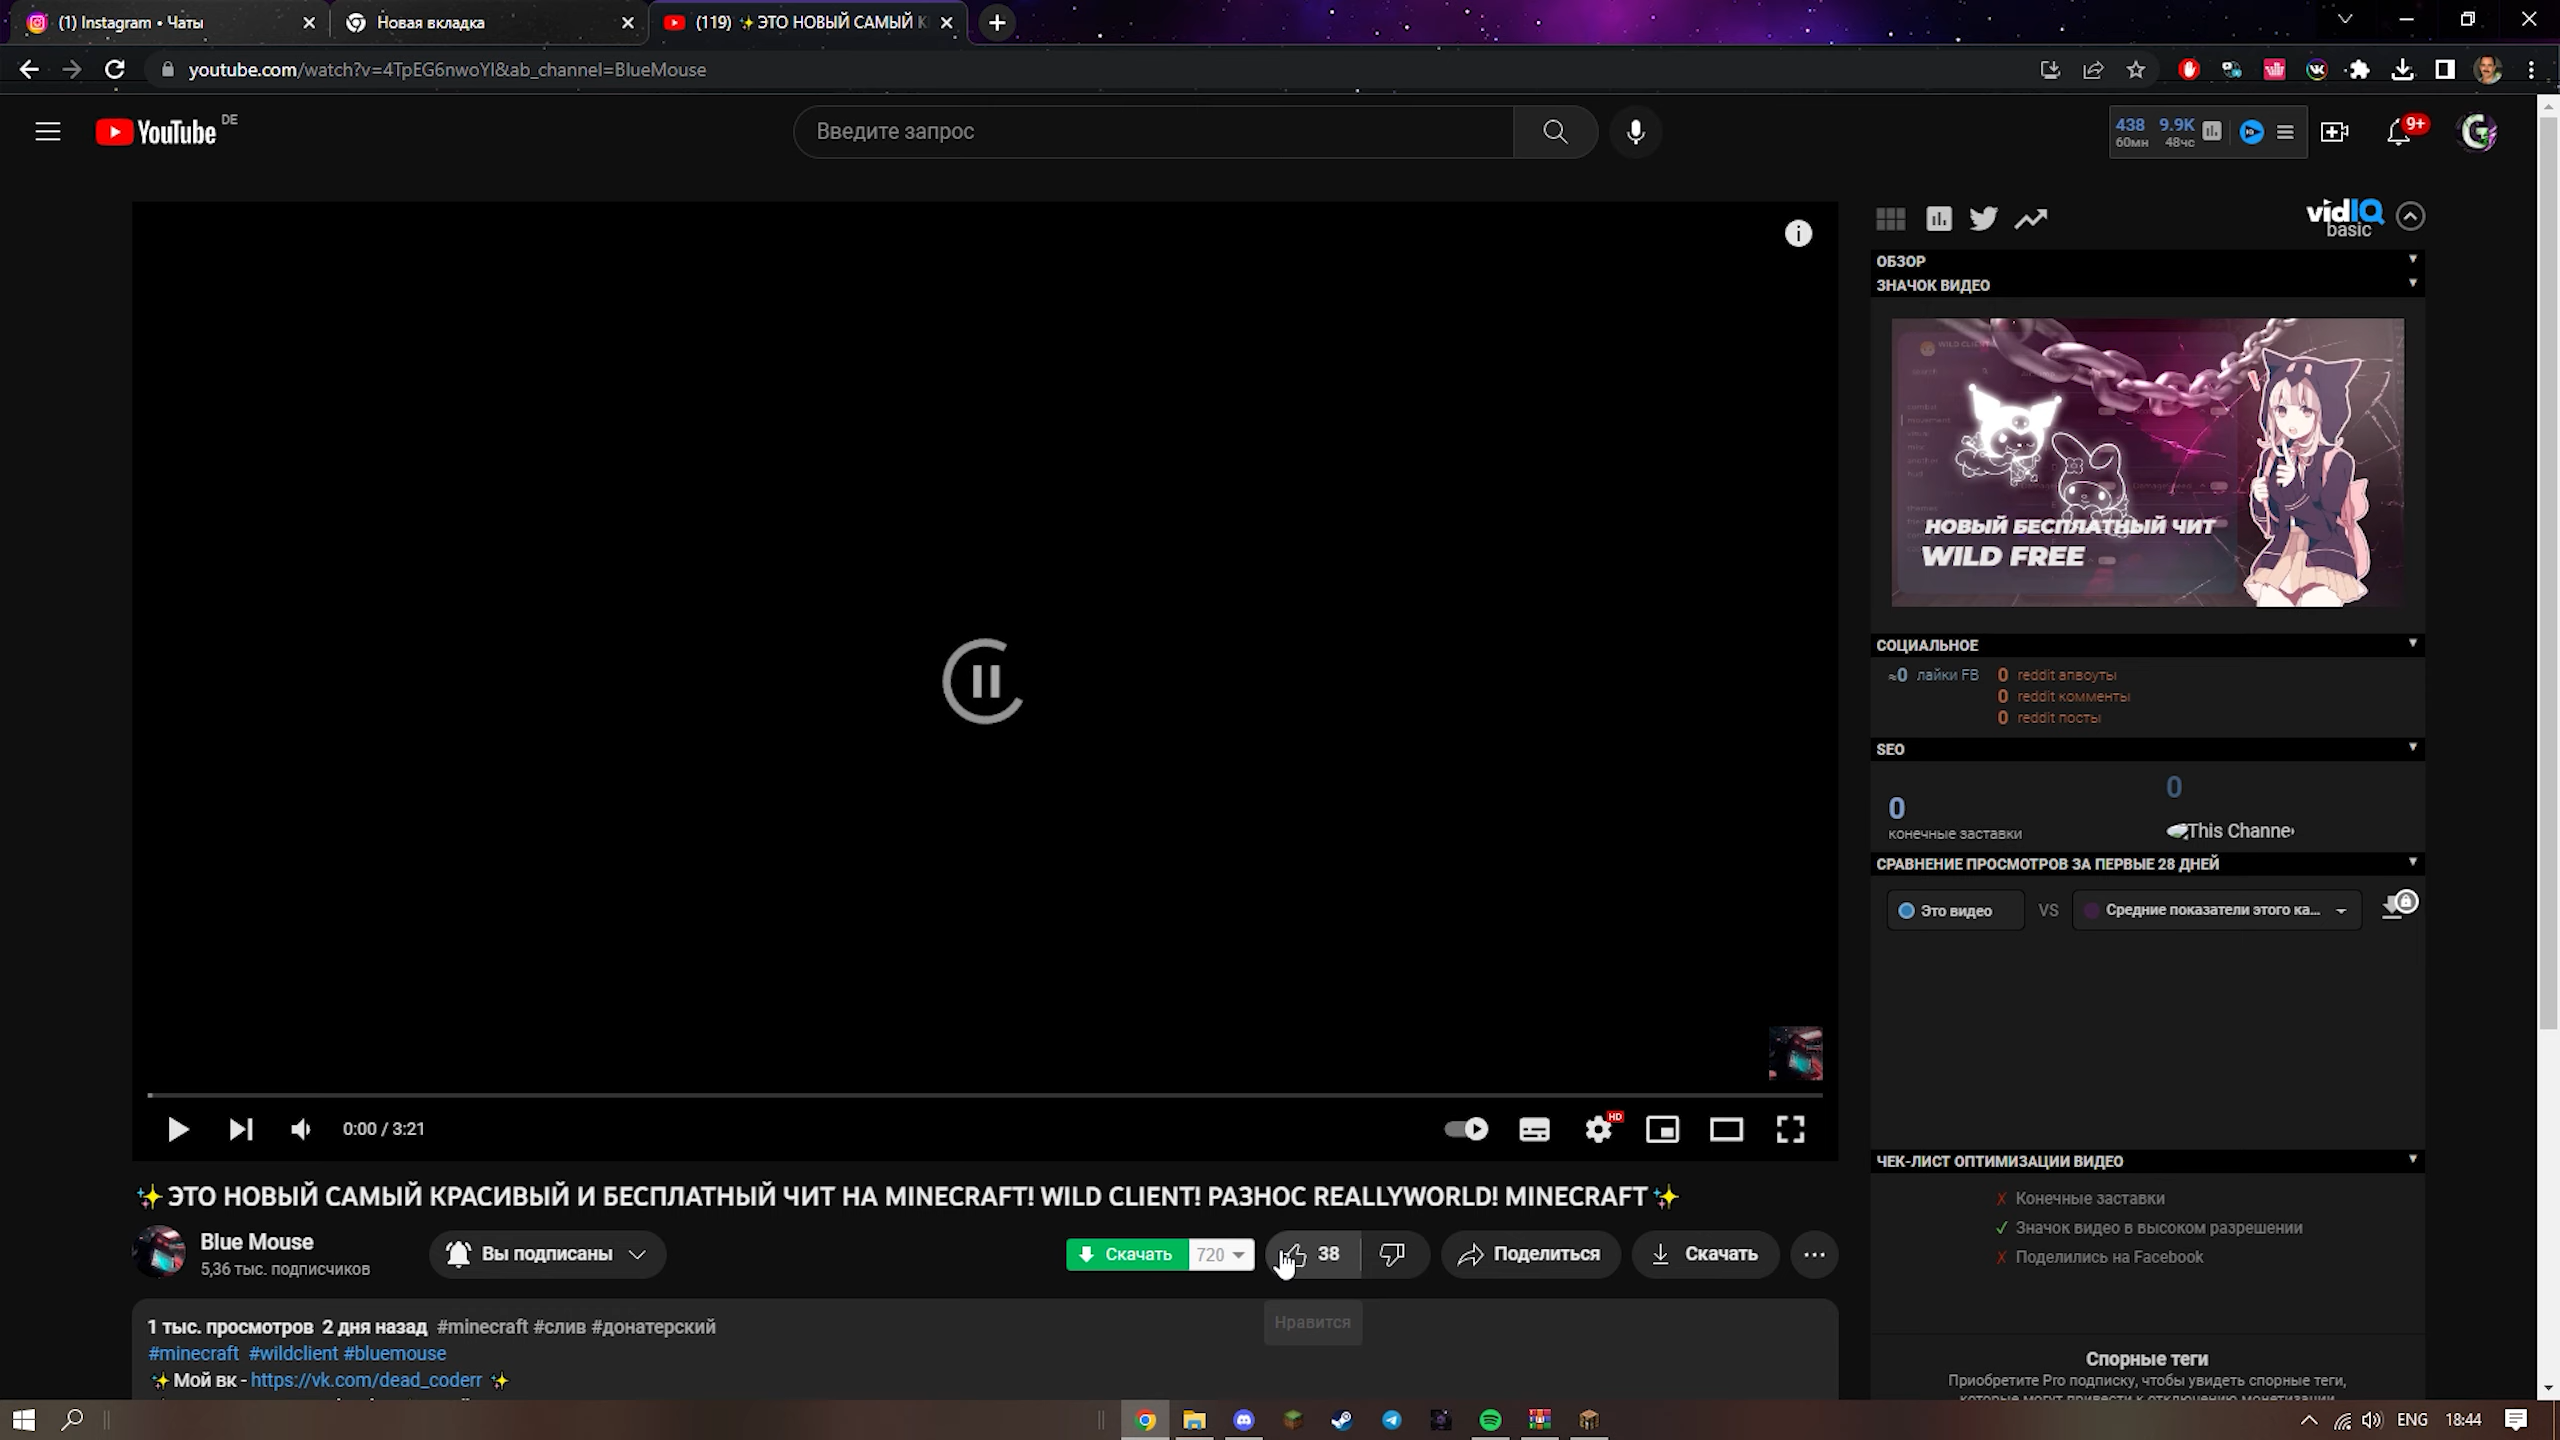 (1) Instagram • Чаты
Новая вкладка
(119) ✨ЭТО НОВЫЙ САМЫЙ К
youtube.com/watch?v=4TpEG6nwoYI&ab_channel=BlueMouse
YouTube DE
Введите запрос
438 9.9K
60мн 48чс
9+
vidIQ
basic
ОБЗОР
ЗНАЧОК ВИДЕО
WILD CLIENT
НОВЫЙ БЕСПЛАТНЫЙ ЧИТ
WILD FREE
СОЦИАЛЬНОЕ
≈0 лайки FB 0 reddit апвоуты
0 reddit комменты
0 reddit посты
SEO
0
0
конечные заставки
This Channe
СРАВНЕНИЕ ПРОСМОТРОВ ЗА ПЕРВЫЕ 28 ДНЕЙ
Это видео VS Средние показатели этого ка...
0:00 / 3:21
HD
ЧЕК-ЛИСТ ОПТИМИЗАЦИИ ВИДЕО
✗ Конечные заставки
✓ Значок видео в высоком разрешении
✗ Поделились на Facebook
✨ЭТО НОВЫЙ САМЫЙ КРАСИВЫЙ И БЕСПЛАТНЫЙ ЧИТ НА MINECRAFT! WILD CLIENT! РАЗНОС REALLYWORLD! MINECRAFT✨
Blue Mouse
5,36 тыс. подписчиков
Вы подписаны
Скачать 720
38
Поделиться
Скачать
Нравится
1 тыс. просмотров 2 дня назад #minecraft #слив #донатерский
#minecraft #wildclient #bluemouse
✨Мой вк - https://vk.com/dead_coderr ✨
Спорные теги
Приобретите Pro подписку, чтобы увидеть спорные теги,
ENG 18:44